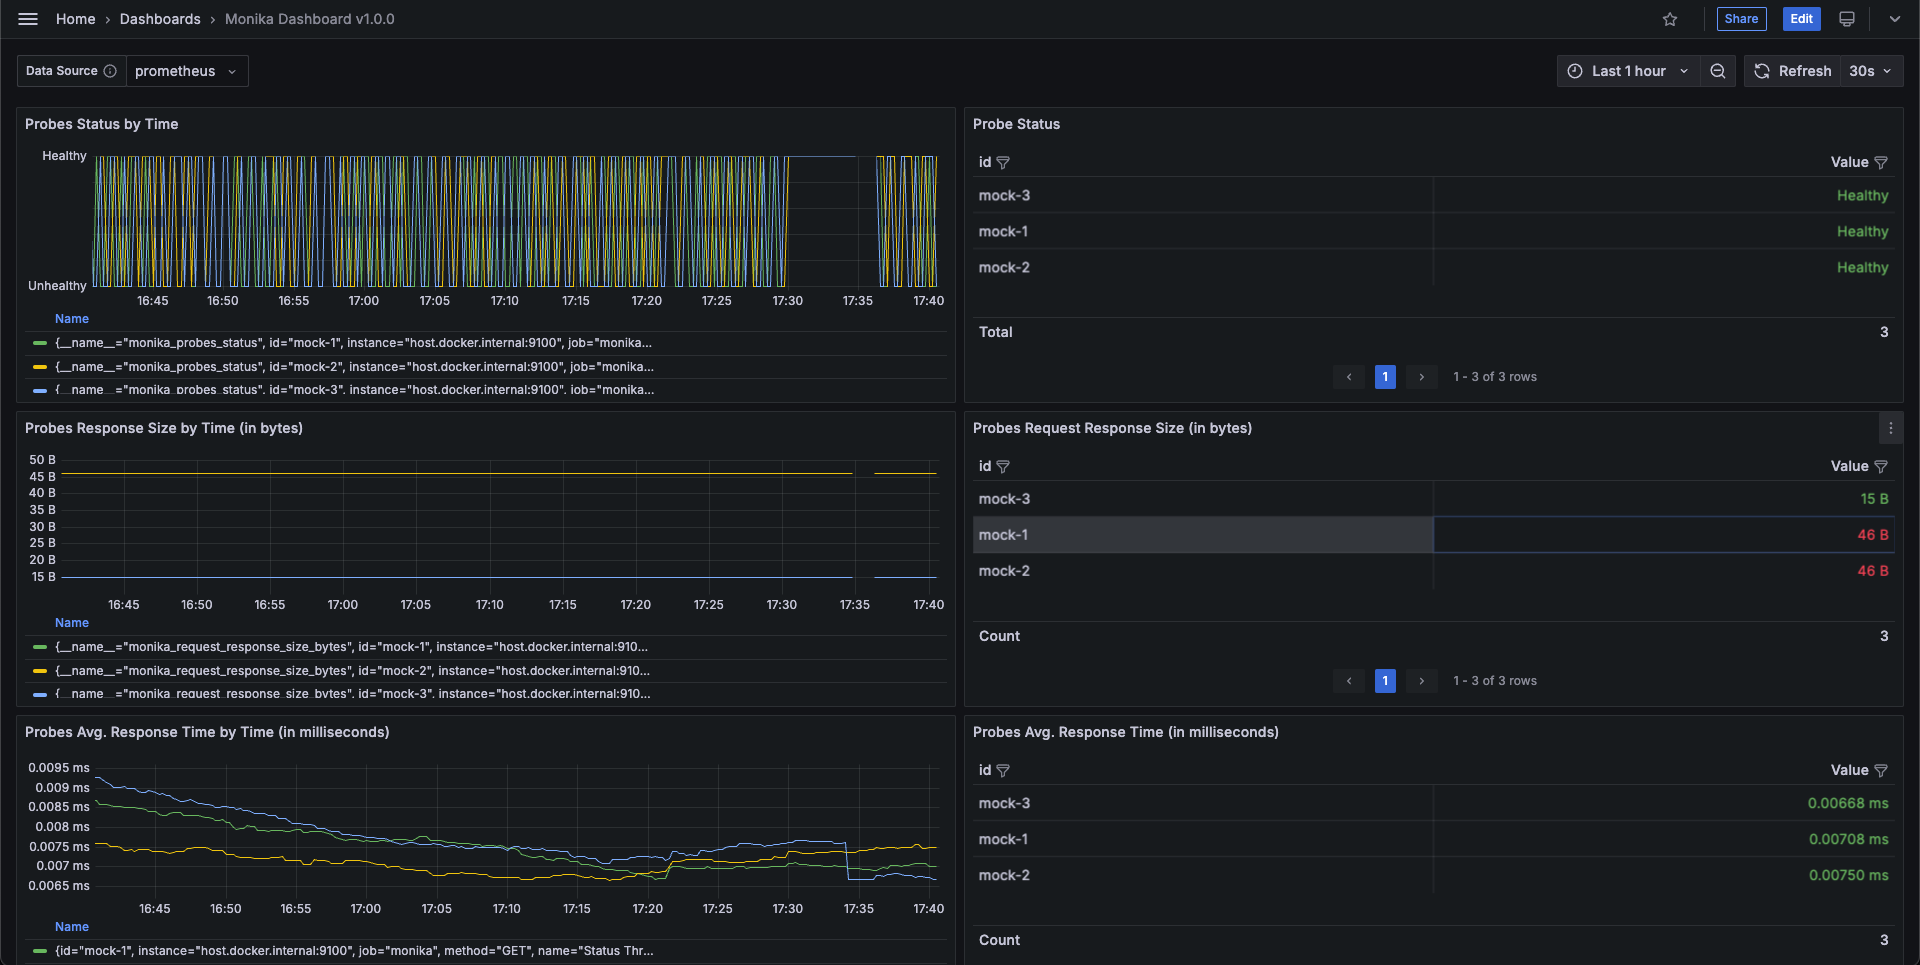 Home › Dashboards › Monika Dashboard v1.0.0
Share
Edit
Data Source
prometheus
Last 1 hour
Refresh
30s
Probes Status by Time
Healthy
Unhealthy
16:45 16:50 16:55 17:00 17:05 17:10 17:15 17:20 17:25 17:30 17:35 17:40
Name
{__name__="monika_probes_status", id="mock-1", instance="host.docker.internal:9100", job="monika...
{__name__="monika_probes_status", id="mock-2", instance="host.docker.internal:9100", job="monika...
{__name__="monika_probes_status", id="mock-3", instance="host.docker.internal:9100", job="monika...
Probe Status
id Value
mock-3 Healthy
mock-1 Healthy
mock-2 Healthy
Total 3
‹ 1 › 1 - 3 of 3 rows
Probes Response Size by Time (in bytes)
50 B
45 B
40 B
35 B
30 B
25 B
20 B
15 B
16:45 16:50 16:55 17:00 17:05 17:10 17:15 17:20 17:25 17:30 17:35 17:40
Name
{__name__="monika_request_response_size_bytes", id="mock-1", instance="host.docker.internal:910...
{__name__="monika_request_response_size_bytes", id="mock-2", instance="host.docker.internal:910...
{__name__="monika_request_response_size_bytes", id="mock-3", instance="host.docker.internal:910...
Probes Request Response Size (in bytes)
id Value
mock-3 15 B
mock-1 46 B
mock-2 46 B
Count 3
‹ 1 › 1 - 3 of 3 rows
Probes Avg. Response Time by Time (in milliseconds)
0.0095 ms
0.009 ms
0.0085 ms
0.008 ms
0.0075 ms
0.007 ms
0.0065 ms
16:45 16:50 16:55 17:00 17:05 17:10 17:15 17:20 17:25 17:30 17:35 17:40
Name
{id="mock-1", instance="host.docker.internal:9100", job="monika", method="GET", name="Status Thr...
Probes Avg. Response Time (in milliseconds)
id Value
mock-3 0.00668 ms
mock-1 0.00708 ms
mock-2 0.00750 ms
Count 3